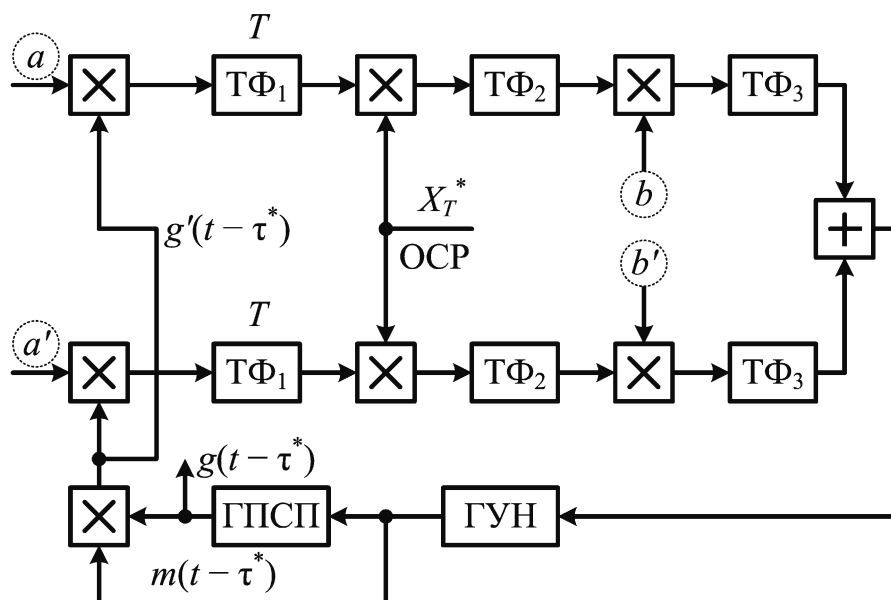 T
a × ТФ₁ × ТФ₂ × ТФ₃
X_T^*
b
g′(t − τ*)
ОСР
+
b′
T
a′ × ТФ₁ × ТФ₂ × ТФ₃
g(t − τ*)
× ГПСП ГУН
m(t − τ*)